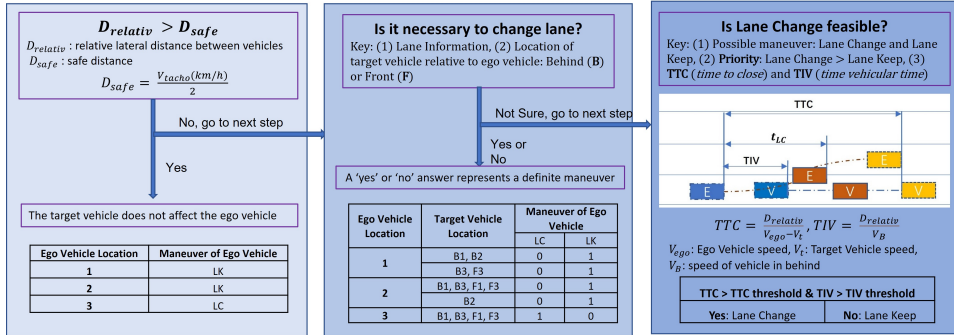 D_relativ > D_safe
D_relativ : relative lateral distance between vehicles
D_safe : safe distance
D_safe = V_tacho(km/h) / 2
No, go to next step
Yes
The target vehicle does not affect the ego vehicle
Ego Vehicle Location Maneuver of Ego Vehicle
1 LK
2 LK
3 LC
Is it necessary to change lane?
Key: (1) Lane Information, (2) Location of
target vehicle relative to ego vehicle: Behind (B)
or Front (F)
Not Sure, go to next step
Yes or
No
A 'yes' or 'no' answer represents a definite maneuver
Ego Vehicle Location Target Vehicle Location Maneuver of Ego Vehicle
LC LK
1 B1, B2 0 1
B3, F3 0 1
2 B1, B3, F1, F3 0 1
B2 0 1
3 B1, B3, F1, F3 1 0
Is Lane Change feasible?
Key: (1) Possible maneuver: Lane Change and Lane
Keep, (2) Priority: Lane Change > Lane Keep, (3)
TTC (time to close) and TIV (time vehicular time)
TTC
t_LC
TIV
E
E
E V V V
TTC = D_relativ / V_ego−V_t , TIV = D_relativ / V_B
V_ego: Ego Vehicle speed, V_t: Target Vehicle speed,
V_B: speed of vehicle in behind
TTC > TTC threshold & TIV > TIV threshold
Yes: Lane Change No: Lane Keep